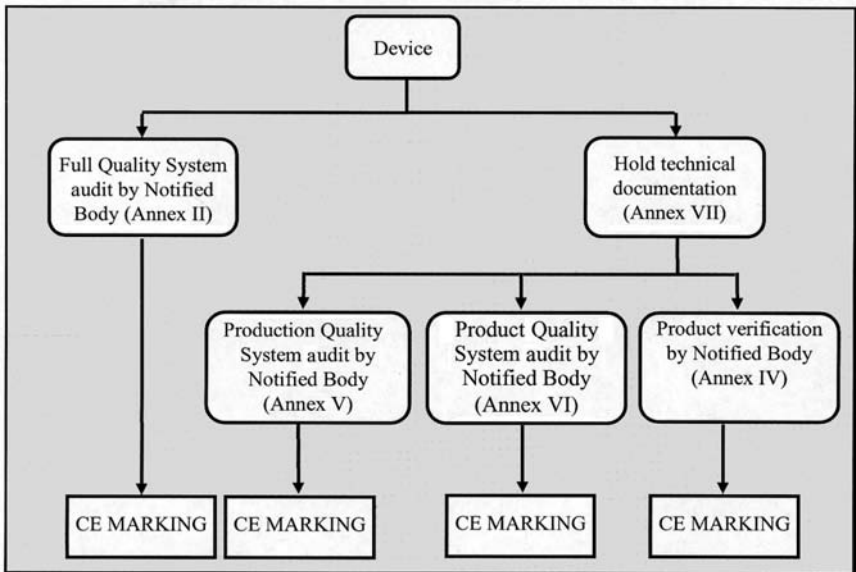 Device
Full Quality System
audit by Notified
Body (Annex II)
Hold technical
documentation
(Annex VII)
Production Quality
System audit by
Notified Body
(Annex V)
Product Quality
System audit by
Notified Body
(Annex VI)
Product verification
by Notified Body
(Annex IV)
CE MARKING
CE MARKING
CE MARKING
CE MARKING